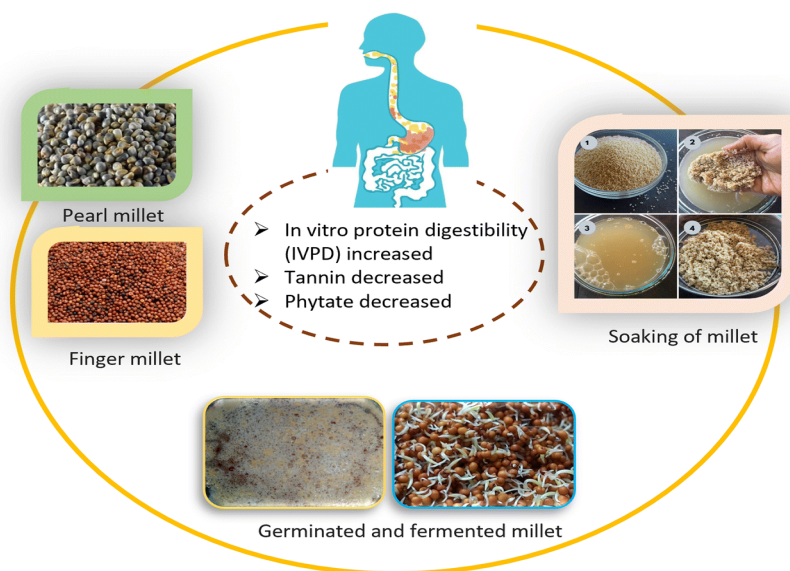 Pearl millet
Finger millet
➢ In vitro protein digestibility
(IVPD) increased
➢ Tannin decreased
➢ Phytate decreased
1
2
3
4
Soaking of millet
Germinated and fermented millet